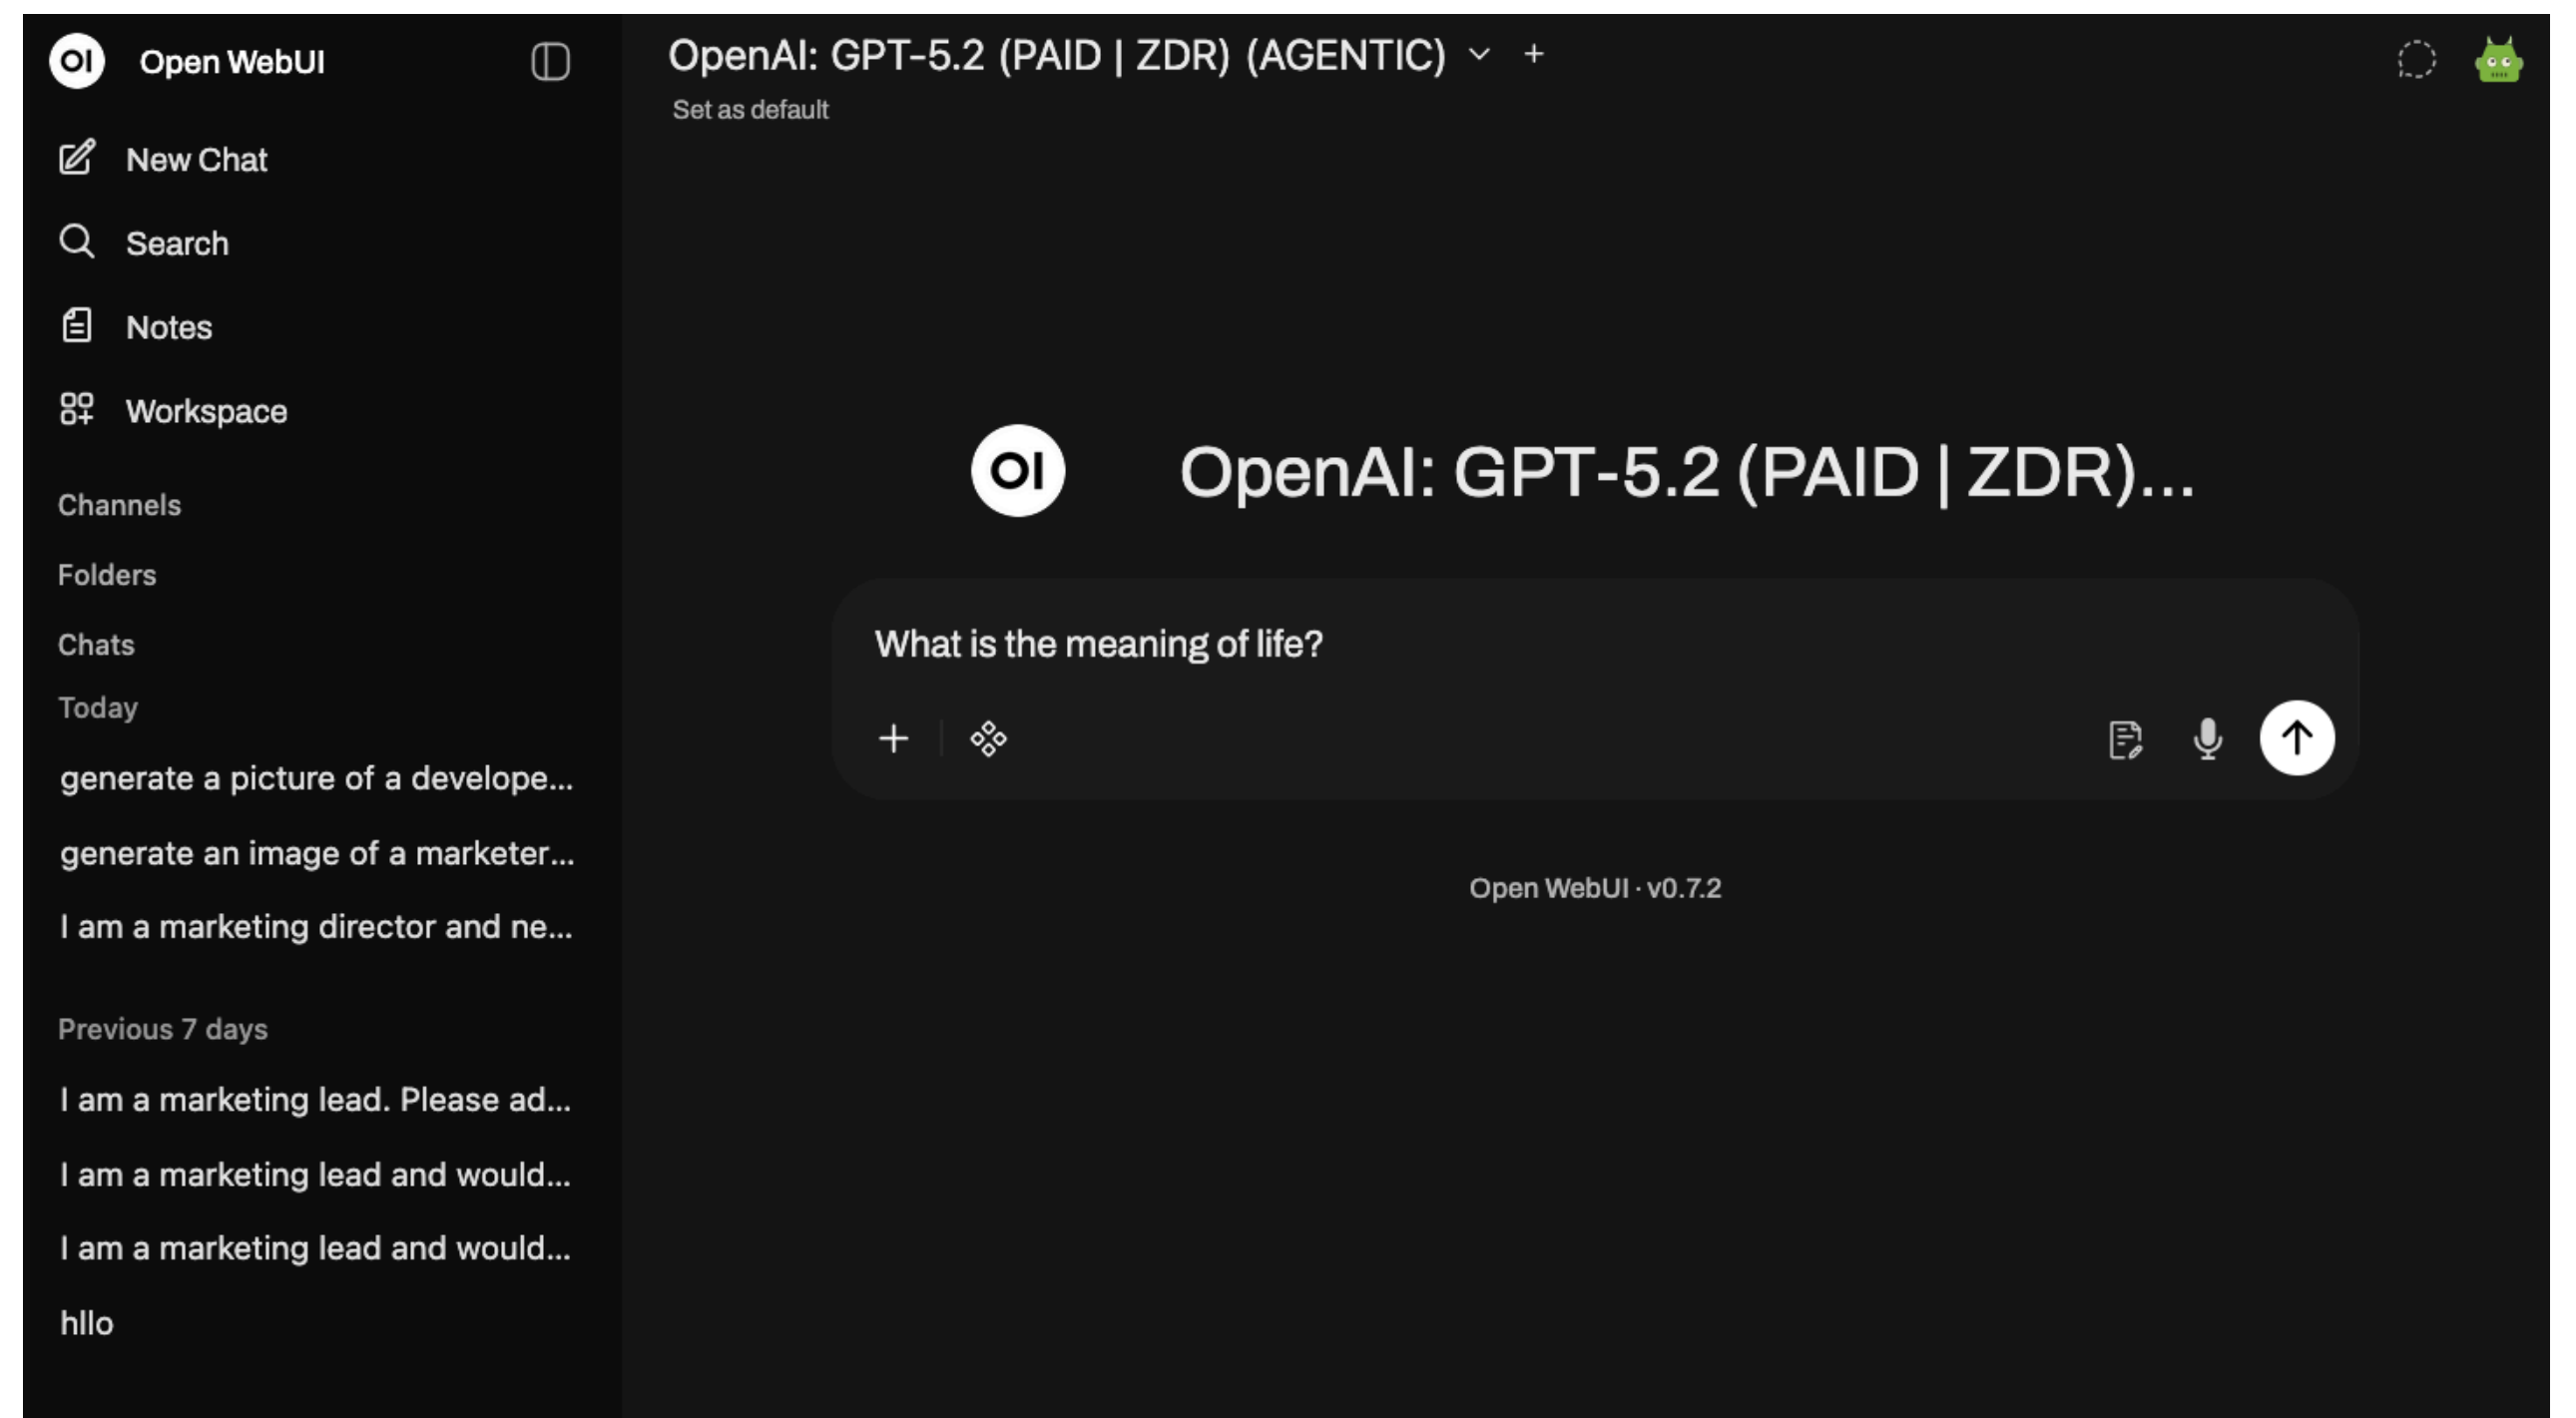 OI Open WebUI
New Chat
Search
Notes
Workspace
Channels
Folders
Chats
Today
generate a picture of a develope...
generate an image of a marketer...
I am a marketing director and ne...
Previous 7 days
I am a marketing lead. Please ad...
I am a marketing lead and would...
I am a marketing lead and would...
hllo
OpenAI: GPT-5.2 (PAID | ZDR) (AGENTIC)
Set as default
OI OpenAI: GPT-5.2 (PAID | ZDR)...
What is the meaning of life?
Open WebUI · v0.7.2